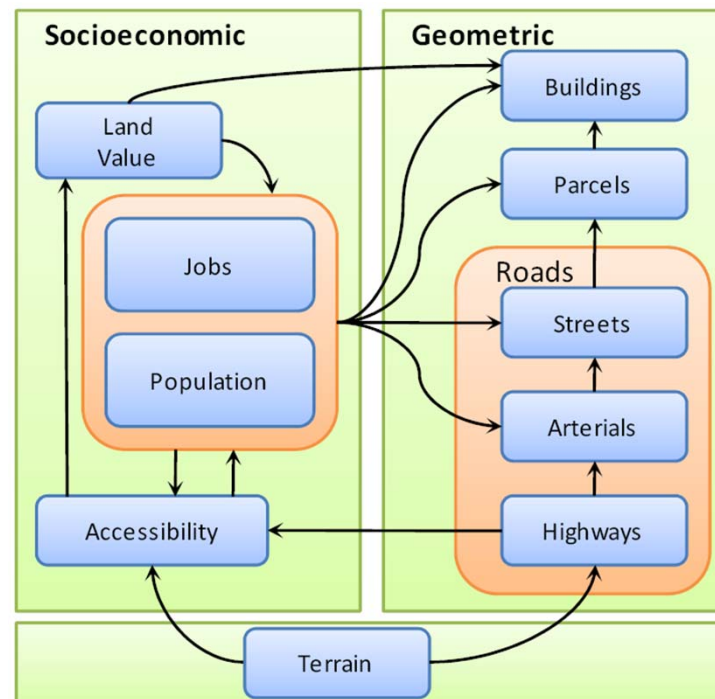 Socioeconomic
Land
Value
Jobs
Population
Accessibility
Geometric
Buildings
Parcels
Roads
Streets
Arterials
Highways
Terrain